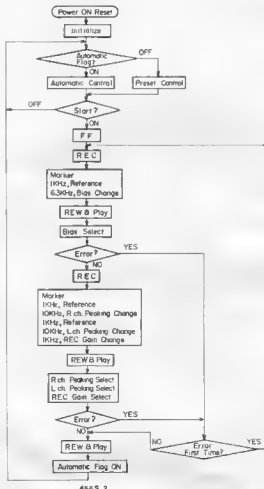 Power ON Reset
Initialize
Automatic
Flag?
OFF
ON
Automatic Control
Preset Control
OFF
Start?
ON
F F
R E C
Marker
1KHz, Reference
6.3KHz, Bias Change
REW & Play
Bias Select
Error?
YES
NO
R E C
Marker
1KHz, Reference
10KHz, R ch. Peaking Change
1KHz, Reference
10KHz, L ch. Peaking Change
1KHz, REC Gain Change
REW & Play
R ch. Peaking Select
L ch. Peaking Select
REC Gain Select
Error?
YES
NO
NO
Error
First Time?
YES
REW & Play
Automatic Flag ON